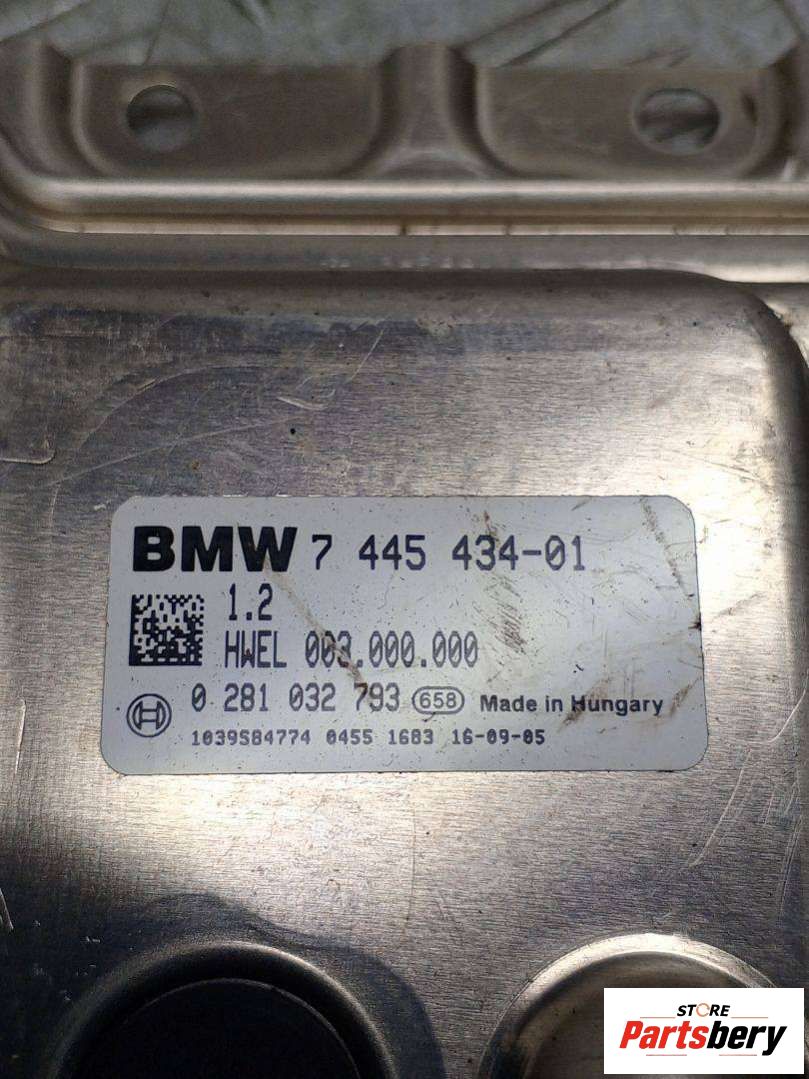 BMW 7 445 434-01
1.2
HWEL 003.000.000
0 281 032 793 658 Made in Hungary
1039S84774 0455 1683 16-09-05
STORE
Partsbery